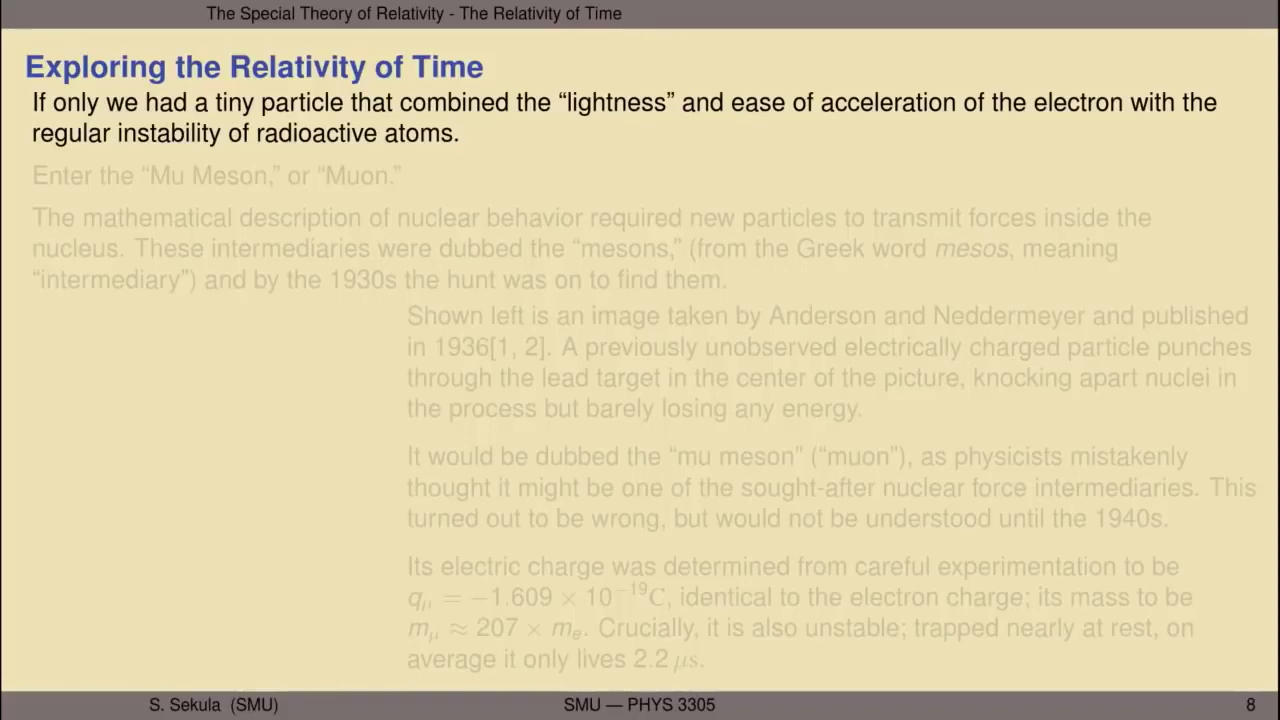 The Special Theory of Relativity - The Relativity of Time
Exploring the Relativity of Time
If only we had a tiny particle that combined the “lightness” and ease of acceleration of the electron with the
regular instability of radioactive atoms.
Enter the “Mu Meson,” or “Muon.”
The mathematical description of nuclear behavior required new particles to transmit forces inside the
nucleus. These intermediaries were dubbed the “mesons,” (from the Greek word mesos, meaning
“intermediary”) and by the 1930s the hunt was on to find them.
Shown left is an image taken by Anderson and Neddermeyer and published
in 1936[1, 2]. A previously unobserved electrically charged particle punches
through the lead target in the center of the picture, knocking apart nuclei in
the process but barely losing any energy.
It would be dubbed the “mu meson” (“muon”), as physicists mistakenly
thought it might be one of the sought-after nuclear force intermediaries. This
turned out to be wrong, but would not be understood until the 1940s.
Its electric charge was determined from careful experimentation to be
qμ = −1.609 × 10⁻¹⁹C, identical to the electron charge; its mass to be
mμ ≈ 207 × mₑ. Crucially, it is also unstable; trapped nearly at rest, on
average it only lives 2.2 μs.
S. Sekula (SMU)
SMU — PHYS 3305
8